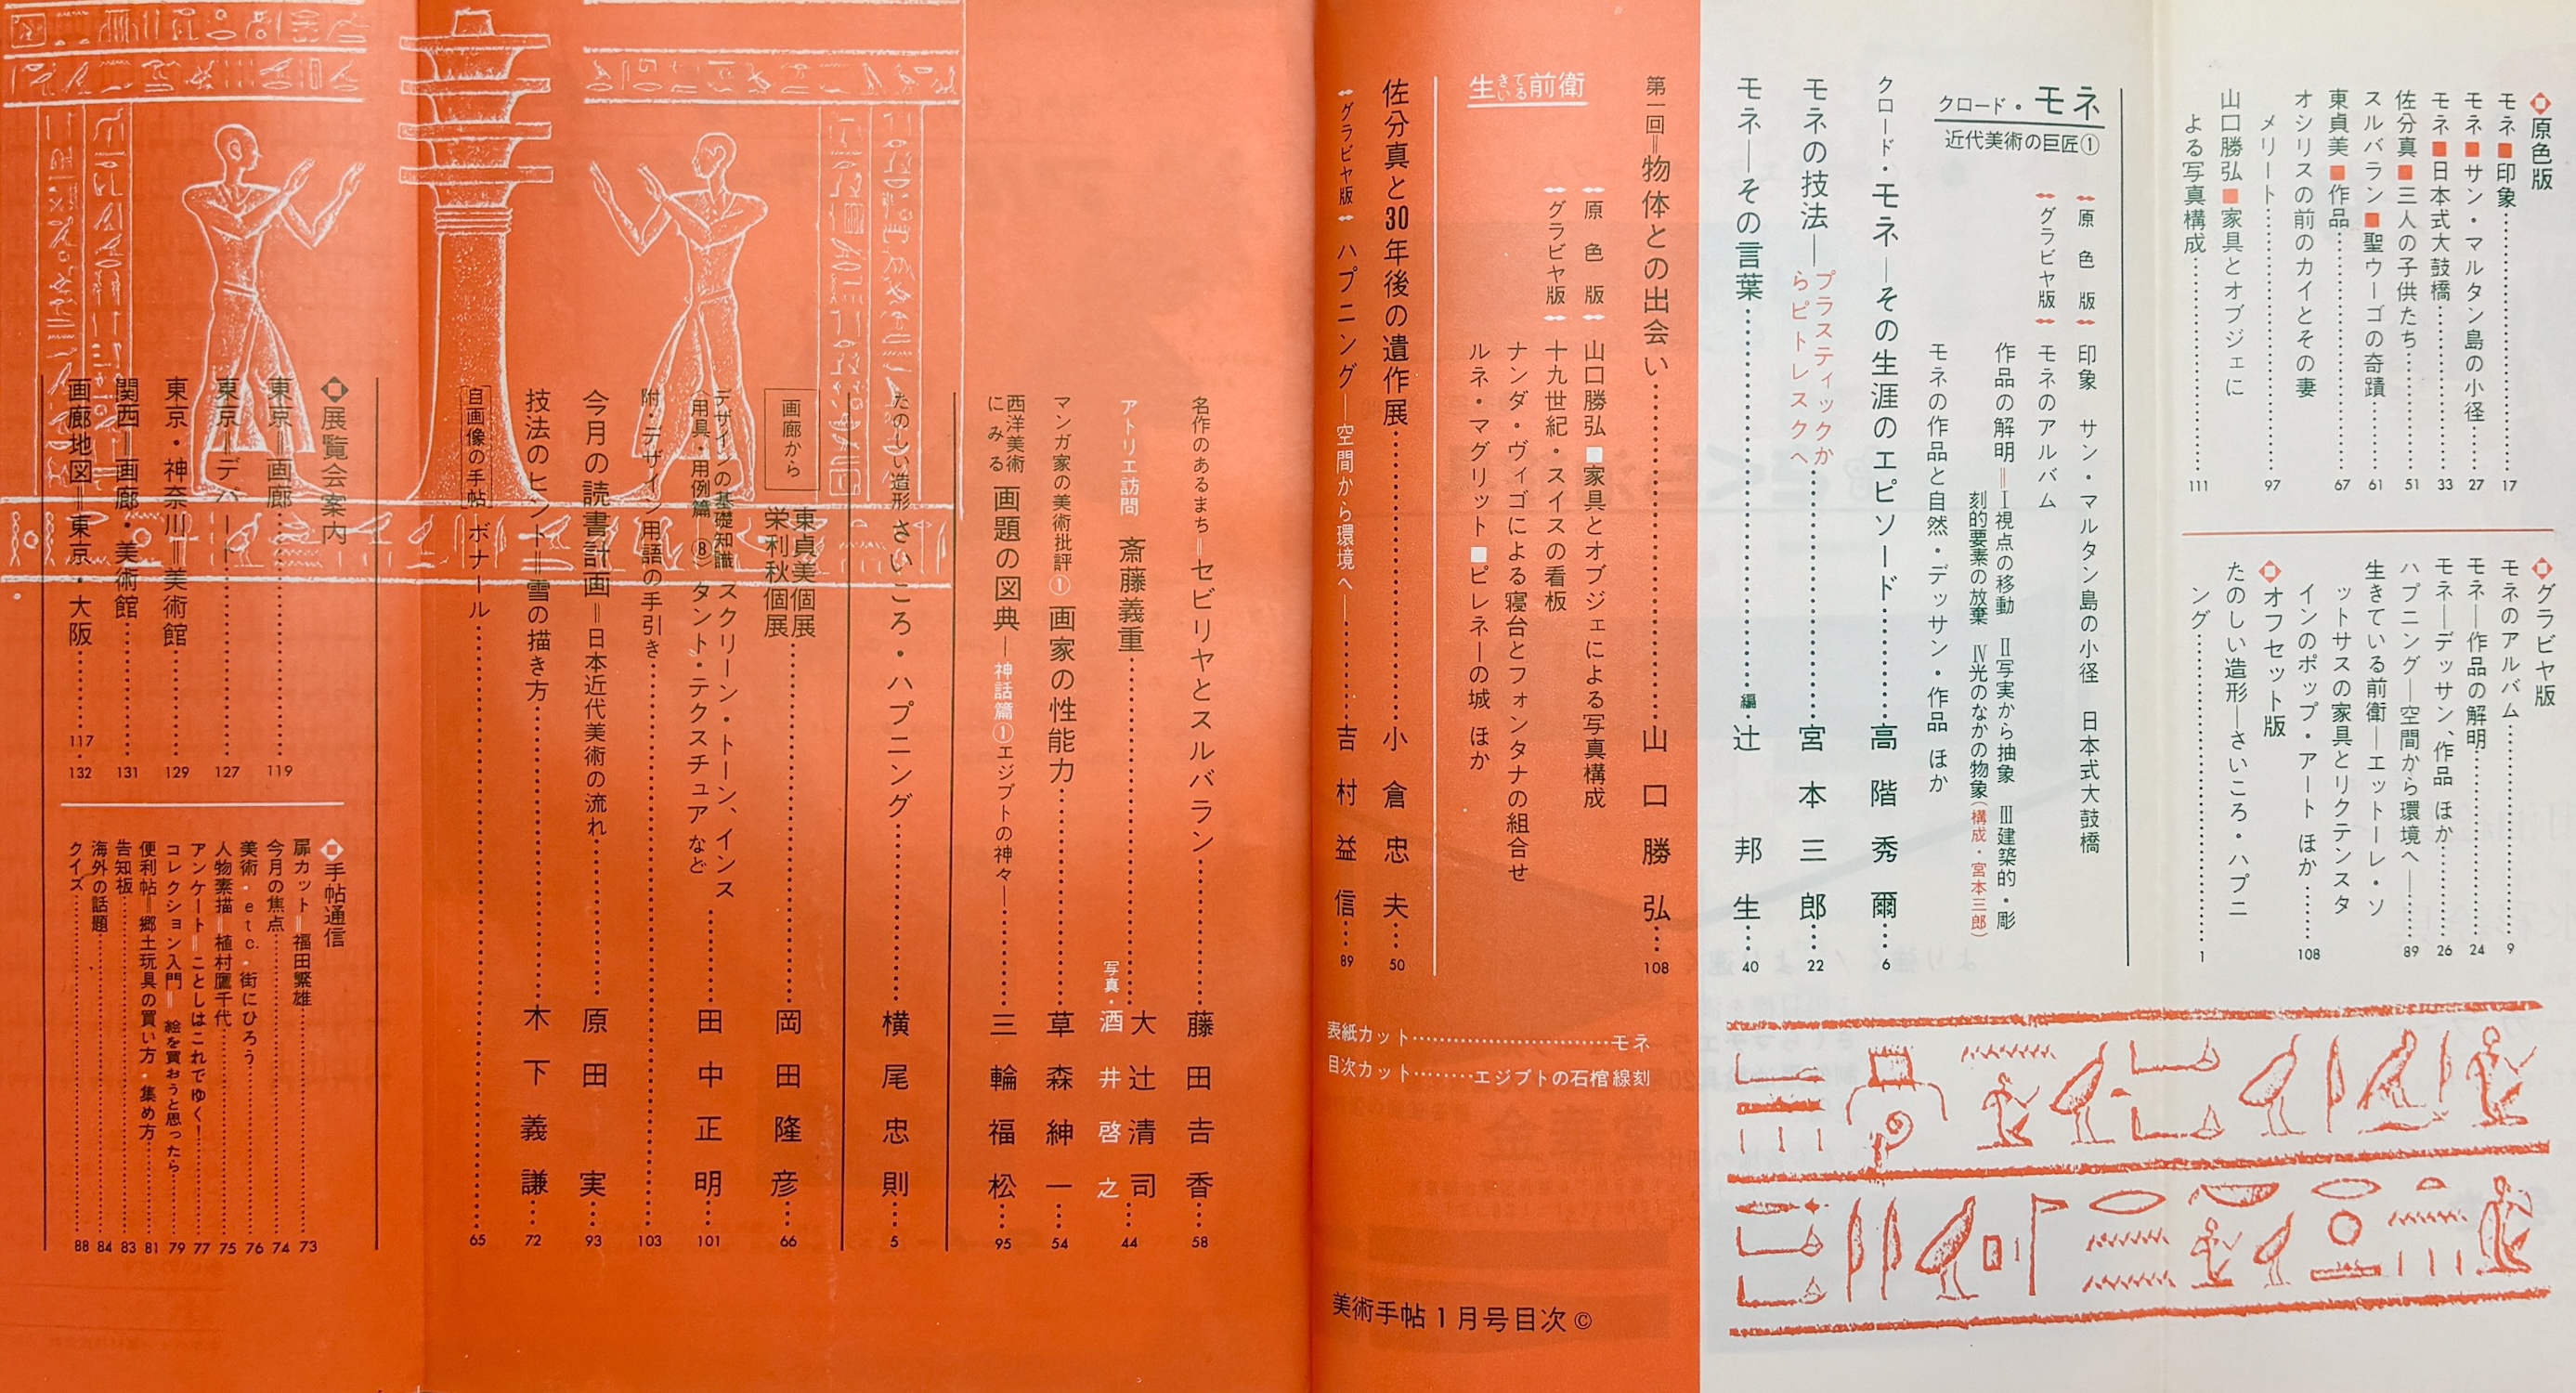 ◆原色版
モネ■印象……17
モネ■サン・マルタン島の小径……27
モネ■日本式大鼓橋……33
佐分真■三人の子供たち……51
スルバラン■聖ウーゴの奇蹟……61
東貞美■作品……67
オシリスの前のカイとその妻
メリート……97
山口勝弘■家具とオブジェに
よる写真構成……111
◆グラビヤ版
モネのアルバム……9
モネ―作品の解明……24
モネ―デッサン、作品 ほか……26
ハプニング―空間から環境へ―……89
生きている前衛―エットーレ・ソ
ットサスの家具とリクテンスタ
インのポップ・アート ほか……108
◆オフセット版
たのしい造形―さいころ・ハプニ
ング……1
クロード・モネ
近代美術の巨匠①
原色版 印象 サン・マルタン島の小径 日本式大鼓橋
グラビヤ版 モネのアルバム
作品の解明=Ⅰ視点の移動 Ⅱ写実から抽象 Ⅲ建築的・彫
刻的要素の放棄 Ⅳ光のなかの物象(構成・宮本三郎)
モネの作品と自然・デッサン・作品 ほか
クロード・モネ―その生涯のエピソード……高階秀爾……6
モネの技法―プラスティックか
らピトレスクへ……宮本三郎……22
モネ―その言葉……編・辻邦生……40
第一回=物体との出会い……山口勝弘……108
生きている前衛
原色版 山口勝弘■家具とオブジェによる写真構成
グラビヤ版 十九世紀・スイスの看板
ナンダ・ヴィゴによる寝台とフォンタナの組合せ
ルネ・マグリット■ピレネーの城 ほか
佐分真と30年後の遺作展……小倉忠夫……50
グラビヤ版 ハプニング―空間から環境へ―……吉村益信……89
表紙カット……モネ
目次カット……エジプトの石棺線刻
美術手帖1月号目次©
名作のあるまち=セビリヤとスルバラン……藤田吉香……58
アトリエ訪問 斎藤義重……大辻清司……44
写真・酒井啓之
マンガ家の美術批評① 画家の性能力……草森紳一……54
西洋美術
にみる 画題の図典―神話篇①エジプトの神々―……三輪福松……95
たのしい造形 さいころ・ハプニング……横尾忠則……5
画廊から
東貞美個展
栄利秋個展……岡田隆彦……66
デザインの基礎知識 スクリーン・トーン、インス
(用具・用例篇⑧) タント・テクスチュア など……田中正明……101
附・デザイン用語の手引き……103
今月の読書計画=日本近代美術の流れ……原田実……93
技法のヒント=雪の描き方……木下義謙……72
自画像の手帖 ボナール……65
◆展覧会案内
東京=画廊……119
東京=デパート……127
東京・神奈川=美術館……129
関西=画廊・美術館……131
画廊地図=東京・大阪……117・132
◆手帖通信
扉カット=福田繁雄……73
今月の焦点……74
美術・etc・街にひろう……76
人物素描=植村鷹千代……75
アンケート=ことしはこれでゆく!……77
コレクション入門=絵を買おうと思ったら……79
便利帖=郷土玩具の買い方・集め方……81
告知板……83
海外の話題……84
クイズ……88